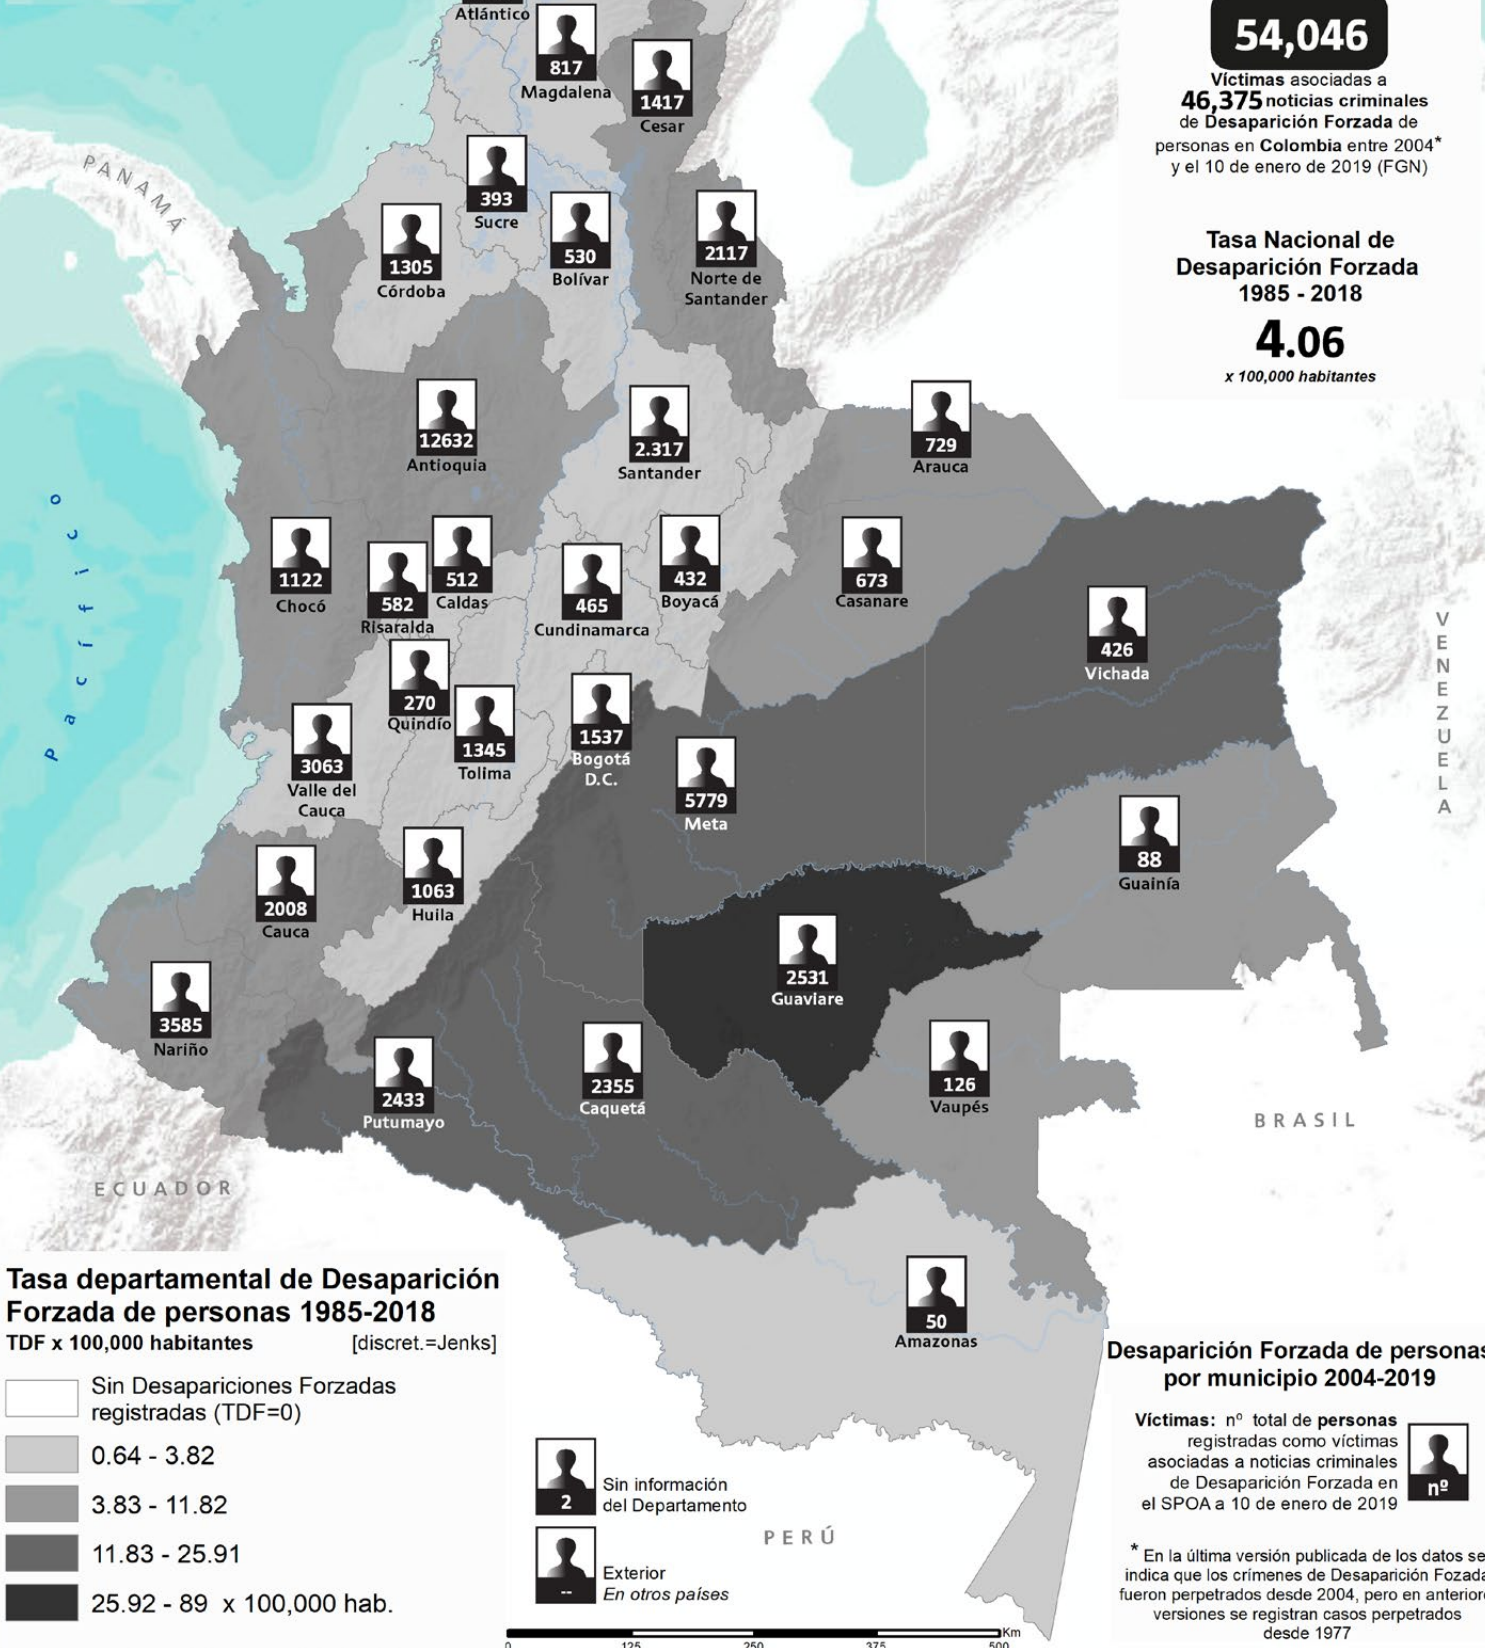 Atlántico
817
Magdalena
1417
Cesar
54,046
Víctimas asociadas a
46,375 noticias criminales
de Desaparición Forzada de
personas en Colombia entre 2004*
y el 10 de enero de 2019 (FGN)
Tasa Nacional de
Desaparición Forzada
1985 - 2018
4.06
x 100,000 habitantes
PANAMÁ
393
Sucre
1305
Córdoba
530
Bolívar
2117
Norte de
Santander
12632
Antioquia
2.317
Santander
729
Arauca
Pacífico
1122
Chocó
582
Risaralda
512
Caldas
465
Cundinamarca
432
Boyacá
673
Casanare
426
Vichada
VENEZUELA
270
Quindío
1345
Tolima
1537
Bogotá
D.C.
3063
Valle del
Cauca
5779
Meta
88
Guainía
1063
Huila
2008
Cauca
2531
Guaviare
3585
Nariño
2433
Putumayo
2355
Caquetá
126
Vaupés
BRASIL
ECUADOR
50
Amazonas
Tasa departamental de Desaparición
Forzada de personas 1985-2018
TDF x 100,000 habitantes [discret.=Jenks]
Sin Desapariciones Forzadas
registradas (TDF=0)
0.64 - 3.82
3.83 - 11.82
11.83 - 25.91
25.92 - 89 x 100,000 hab.
2
Sin información
del Departamento
--
Exterior
En otros países
PERÚ
0 125 250 375 500 Km
Desaparición Forzada de personas
por municipio 2004-2019
Víctimas: nº total de personas
registradas como víctimas
asociadas a noticias criminales
de Desaparición Forzada en
el SPOA a 10 de enero de 2019
nº
* En la última versión publicada de los datos se
indica que los crímenes de Desaparición Fozada
fueron perpetrados desde 2004, pero en anteriore
versiones se registran casos perpetrados
desde 1977